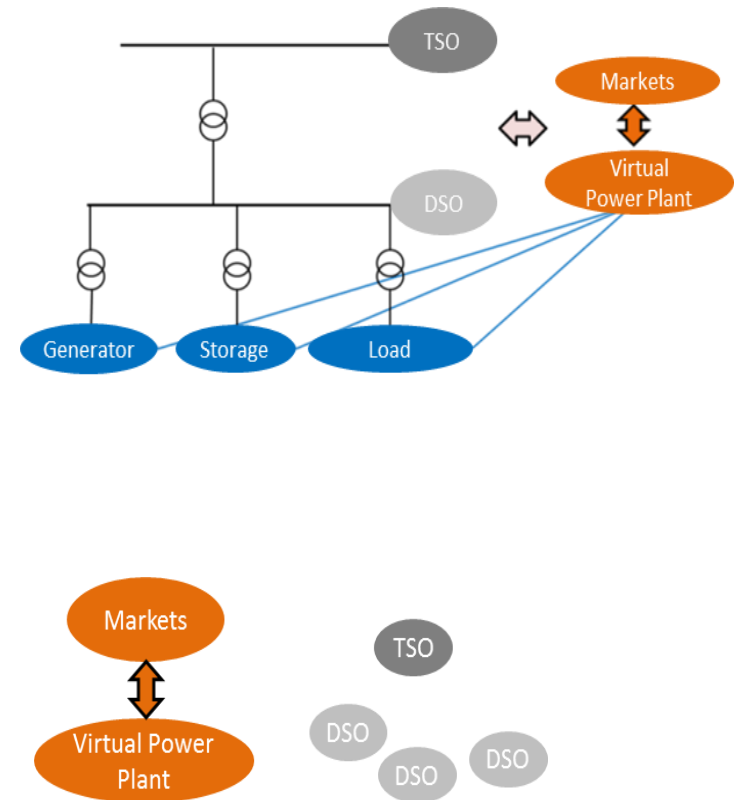 TSO
Markets
Virtual
Power Plant
DSO
Generator
Storage
Load
Markets
TSO
Virtual Power
Plant
DSO
DSO
DSO